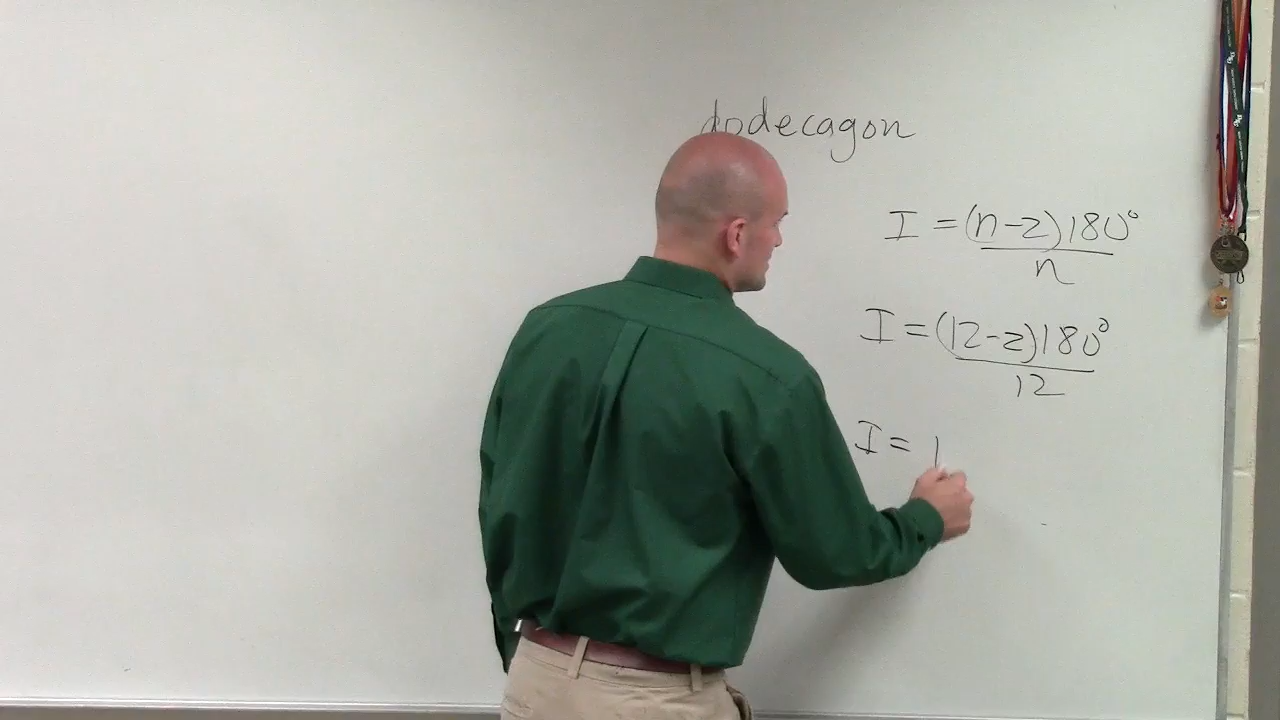 dodecagon
I = (n-2)180°
n
I = (12-2)180°
12
I = 1